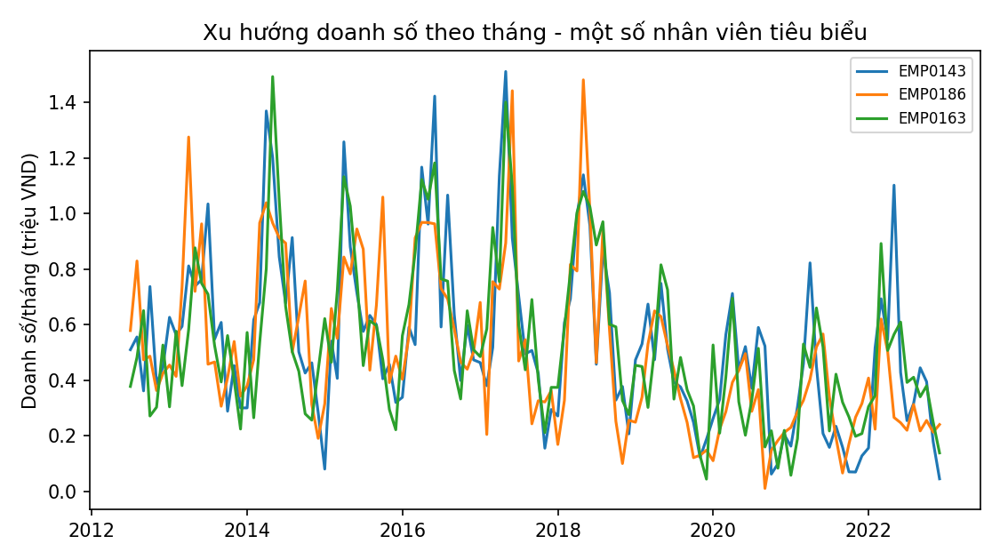 Xu hướng doanh số theo tháng - một số nhân viên tiêu biểu
Doanh số/tháng (triệu VND)
1.4
1.2
1.0
0.8
0.6
0.4
0.2
0.0
2012
2014
2016
2018
2020
2022
EMP0143
EMP0186
EMP0163